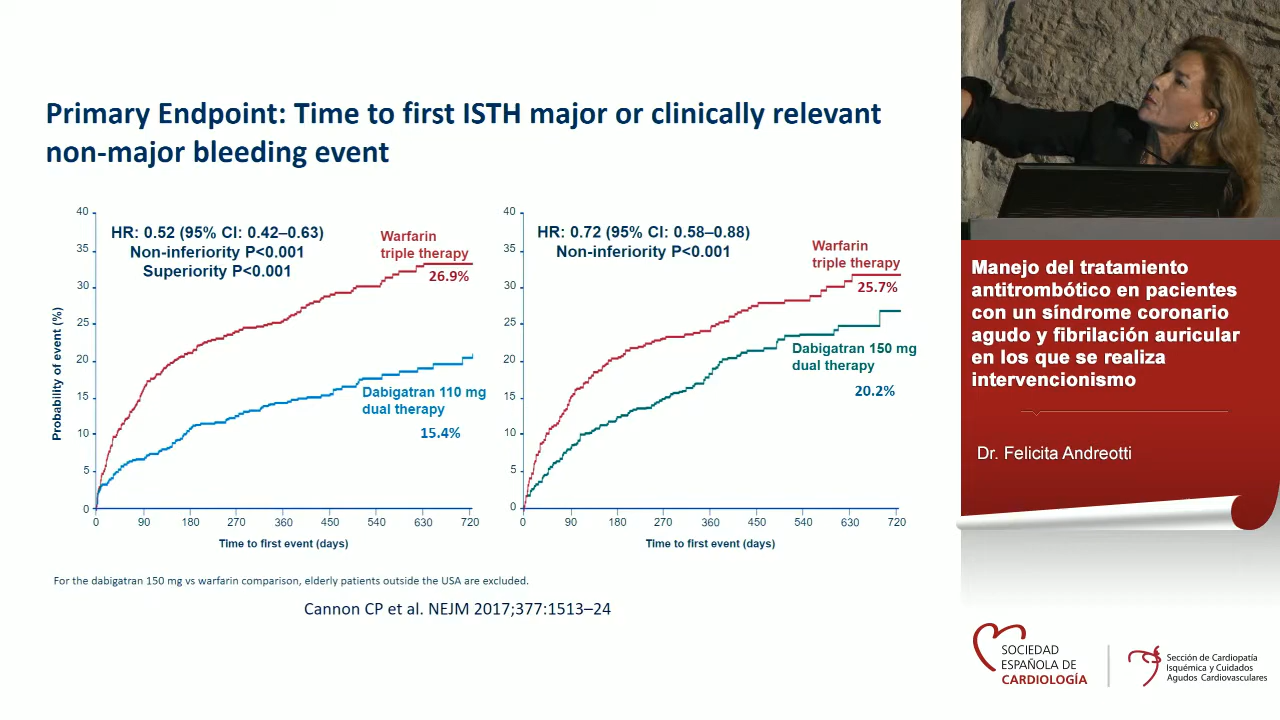 Primary Endpoint: Time to first ISTH major or clinically relevant
non-major bleeding event
Probability of event (%)
40
35
30
25
20
15
10
5
0
HR: 0.52 (95% CI: 0.42–0.63)
Non-inferiority P<0.001
Superiority P<0.001
Warfarin
triple therapy
26.9%
Dabigatran 110 mg
dual therapy
15.4%
0 90 180 270 360 450 540 630 720
Time to first event (days)
40
35
30
25
20
15
10
5
0
HR: 0.72 (95% CI: 0.58–0.88)
Non-inferiority P<0.001
Warfarin
triple therapy
25.7%
Dabigatran 150 mg
dual therapy
20.2%
0 90 180 270 360 450 540 630 720
Time to first event (days)
For the dabigatran 150 mg vs warfarin comparison, elderly patients outside the USA are excluded.
Cannon CP et al. NEJM 2017;377:1513–24
Manejo del tratamiento
antitrombótico en pacientes
con un síndrome coronario
agudo y fibrilación auricular
en los que se realiza
intervencionismo
Dr. Felicita Andreotti
SOCIEDAD
ESPAÑOLA DE
CARDIOLOGÍA
Sección de Cardiopatía
Isquémica y Cuidados
Agudos Cardiovasculares